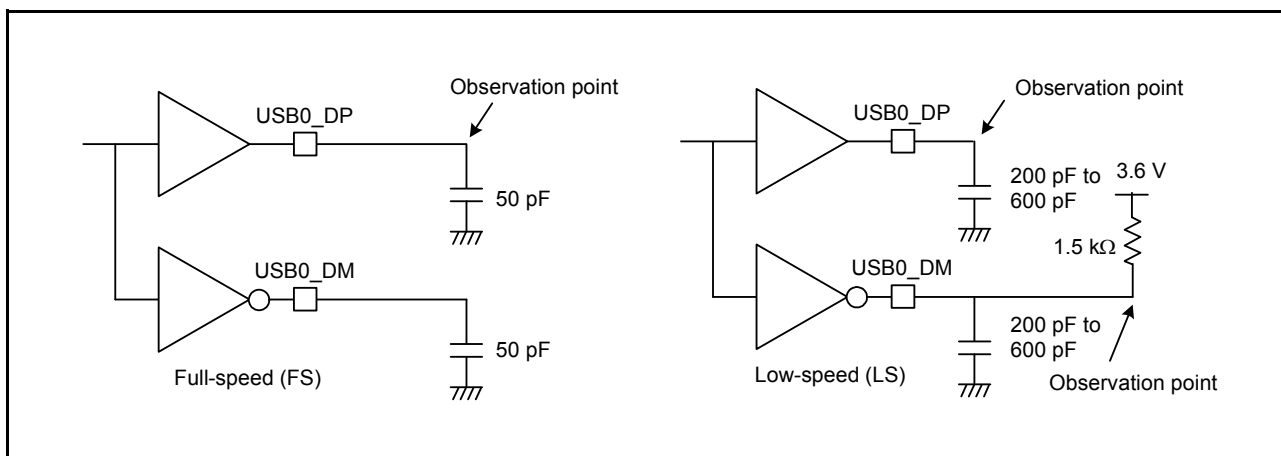 Observation point
USB0_DP
50 pF
USB0_DM
50 pF
Full-speed (FS)
Observation point
USB0_DP
200 pF to
600 pF
3.6 V
1.5 kΩ
USB0_DM
200 pF to
600 pF
Observation point
Low-speed (LS)